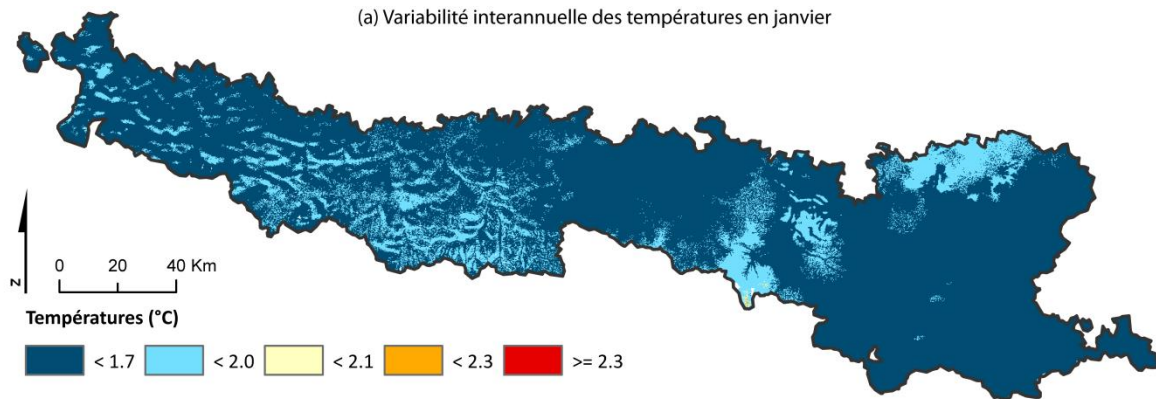 (a) Variabilité interannuelle des températures en janvier
N
0 20 40 Km
Températures (°C)
< 1.7 < 2.0 < 2.1 < 2.3 >= 2.3